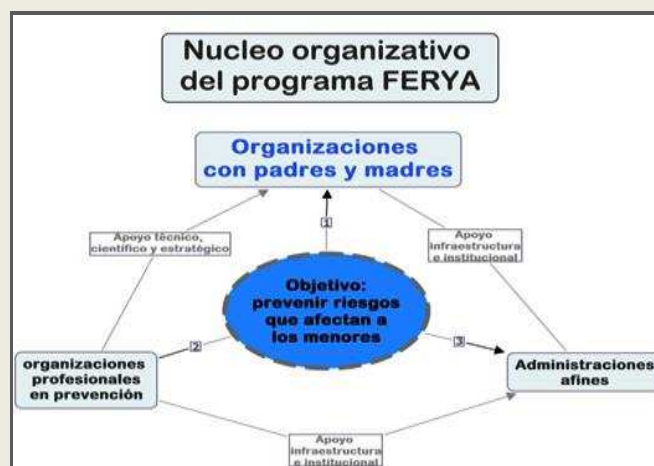 Nucleo organizativo
del programa FERYA
Organizaciones
con padres y madres
1
Apoyo técnico,
científico y estratégico
Apoyo
infraestructura
e institucional
Objetivo:
prevenir riesgos
que afectan a
los menores
2
3
organizaciones
profesionales
en prevención
Administraciones
afines
Apoyo
infraestructura
e institucional